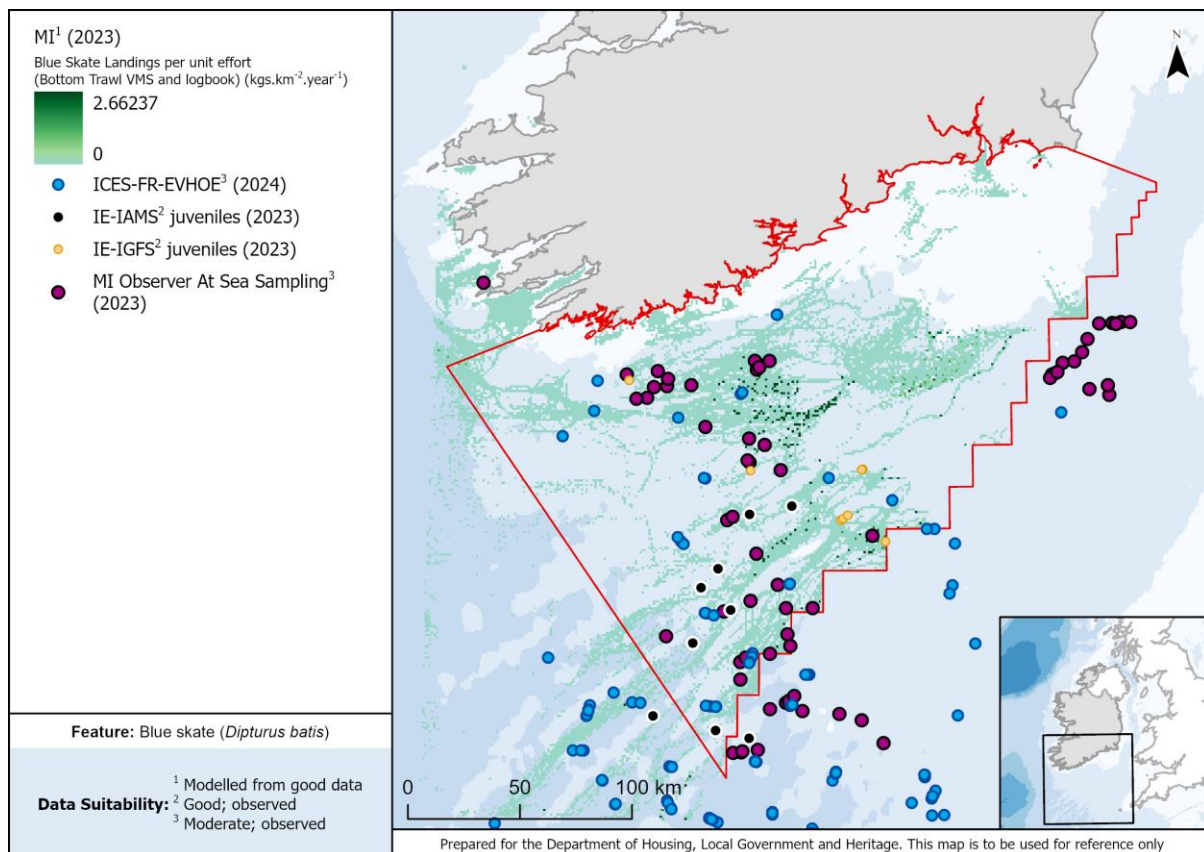 MI¹ (2023)
Blue Skate Landings per unit effort
(Bottom Trawl VMS and logbook) (kgs.km⁻².year⁻¹)
2.66237
0
ICES-FR-EVHOE³ (2024)
IE-IAMS² juveniles (2023)
IE-IGFS² juveniles (2023)
MI Observer At Sea Sampling³
(2023)
Feature: Blue skate (Dipturus batis)
Data Suitability:
¹ Modelled from good data
² Good; observed
³ Moderate; observed
N
0 50 100 km
Prepared for the Department of Housing, Local Government and Heritage. This map is to be used for reference only